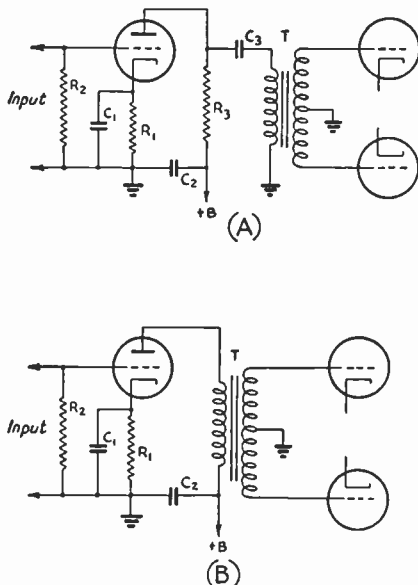 C3
T
R2
R3
Input
C1
R1
C2
+B
(A)
T
R2
Input
C1
R1
C2
+B
(B)